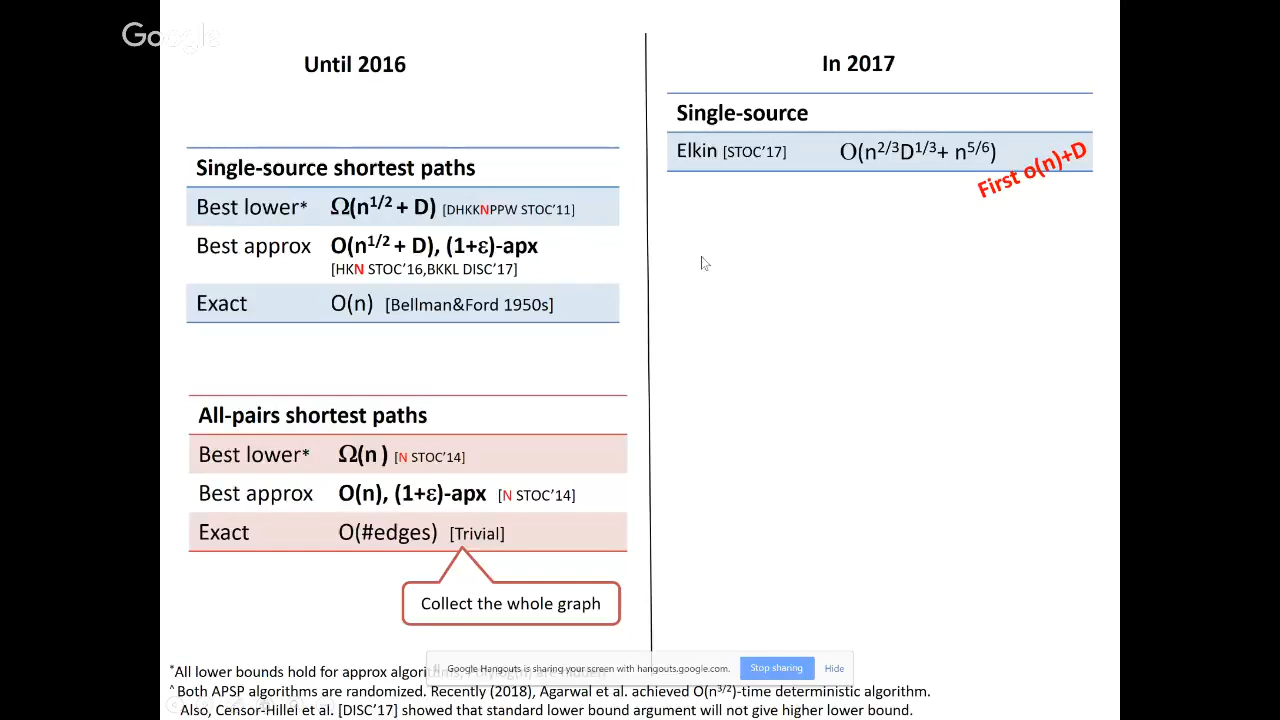 Google
Until 2016
Single-source shortest paths
Best lower* Ω(n^1/2 + D) [DHKKNPPW STOC'11]
Best approx O(n^1/2 + D), (1+ε)-apx
[HKN STOC'16,BKKL DISC'17]
Exact O(n) [Bellman&Ford 1950s]
All-pairs shortest paths
Best lower* Ω(n ) [N STOC'14]
Best approx O(n), (1+ε)-apx [N STOC'14]
Exact O(#edges) [Trivial]
Collect the whole graph
In 2017
Single-source
Elkin [STOC'17] O(n^2/3D^1/3+ n^5/6)
First o(n)+D
*All lower bounds hold for approx
Google Hangouts is sharing your screen with hangouts.google.com. Stop sharing Hide
^ Both APSP algorithms are randomized. Recently (2018), Agarwal et al. achieved O(n^3/2)-time deterministic algorithm.
Also, Censor-Hillel et al. [DISC'17] showed that standard lower bound argument will not give higher lower bound.